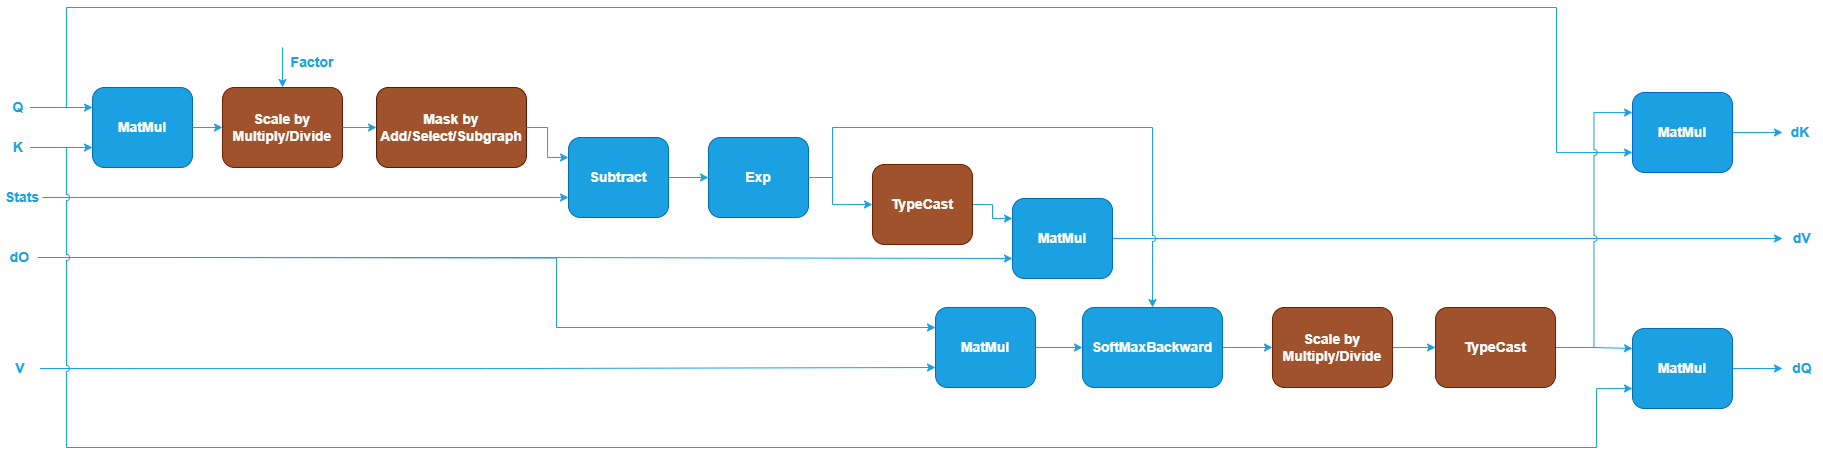 Factor
Q
MatMul
Scale by
Multiply/Divide
Mask by
Add/Select/Subgraph
MatMul
dK
K
Subtract
Exp
Stats
TypeCast
MatMul
dV
dO
MatMul
SoftMaxBackward
Scale by
Multiply/Divide
TypeCast
V
MatMul
dQ